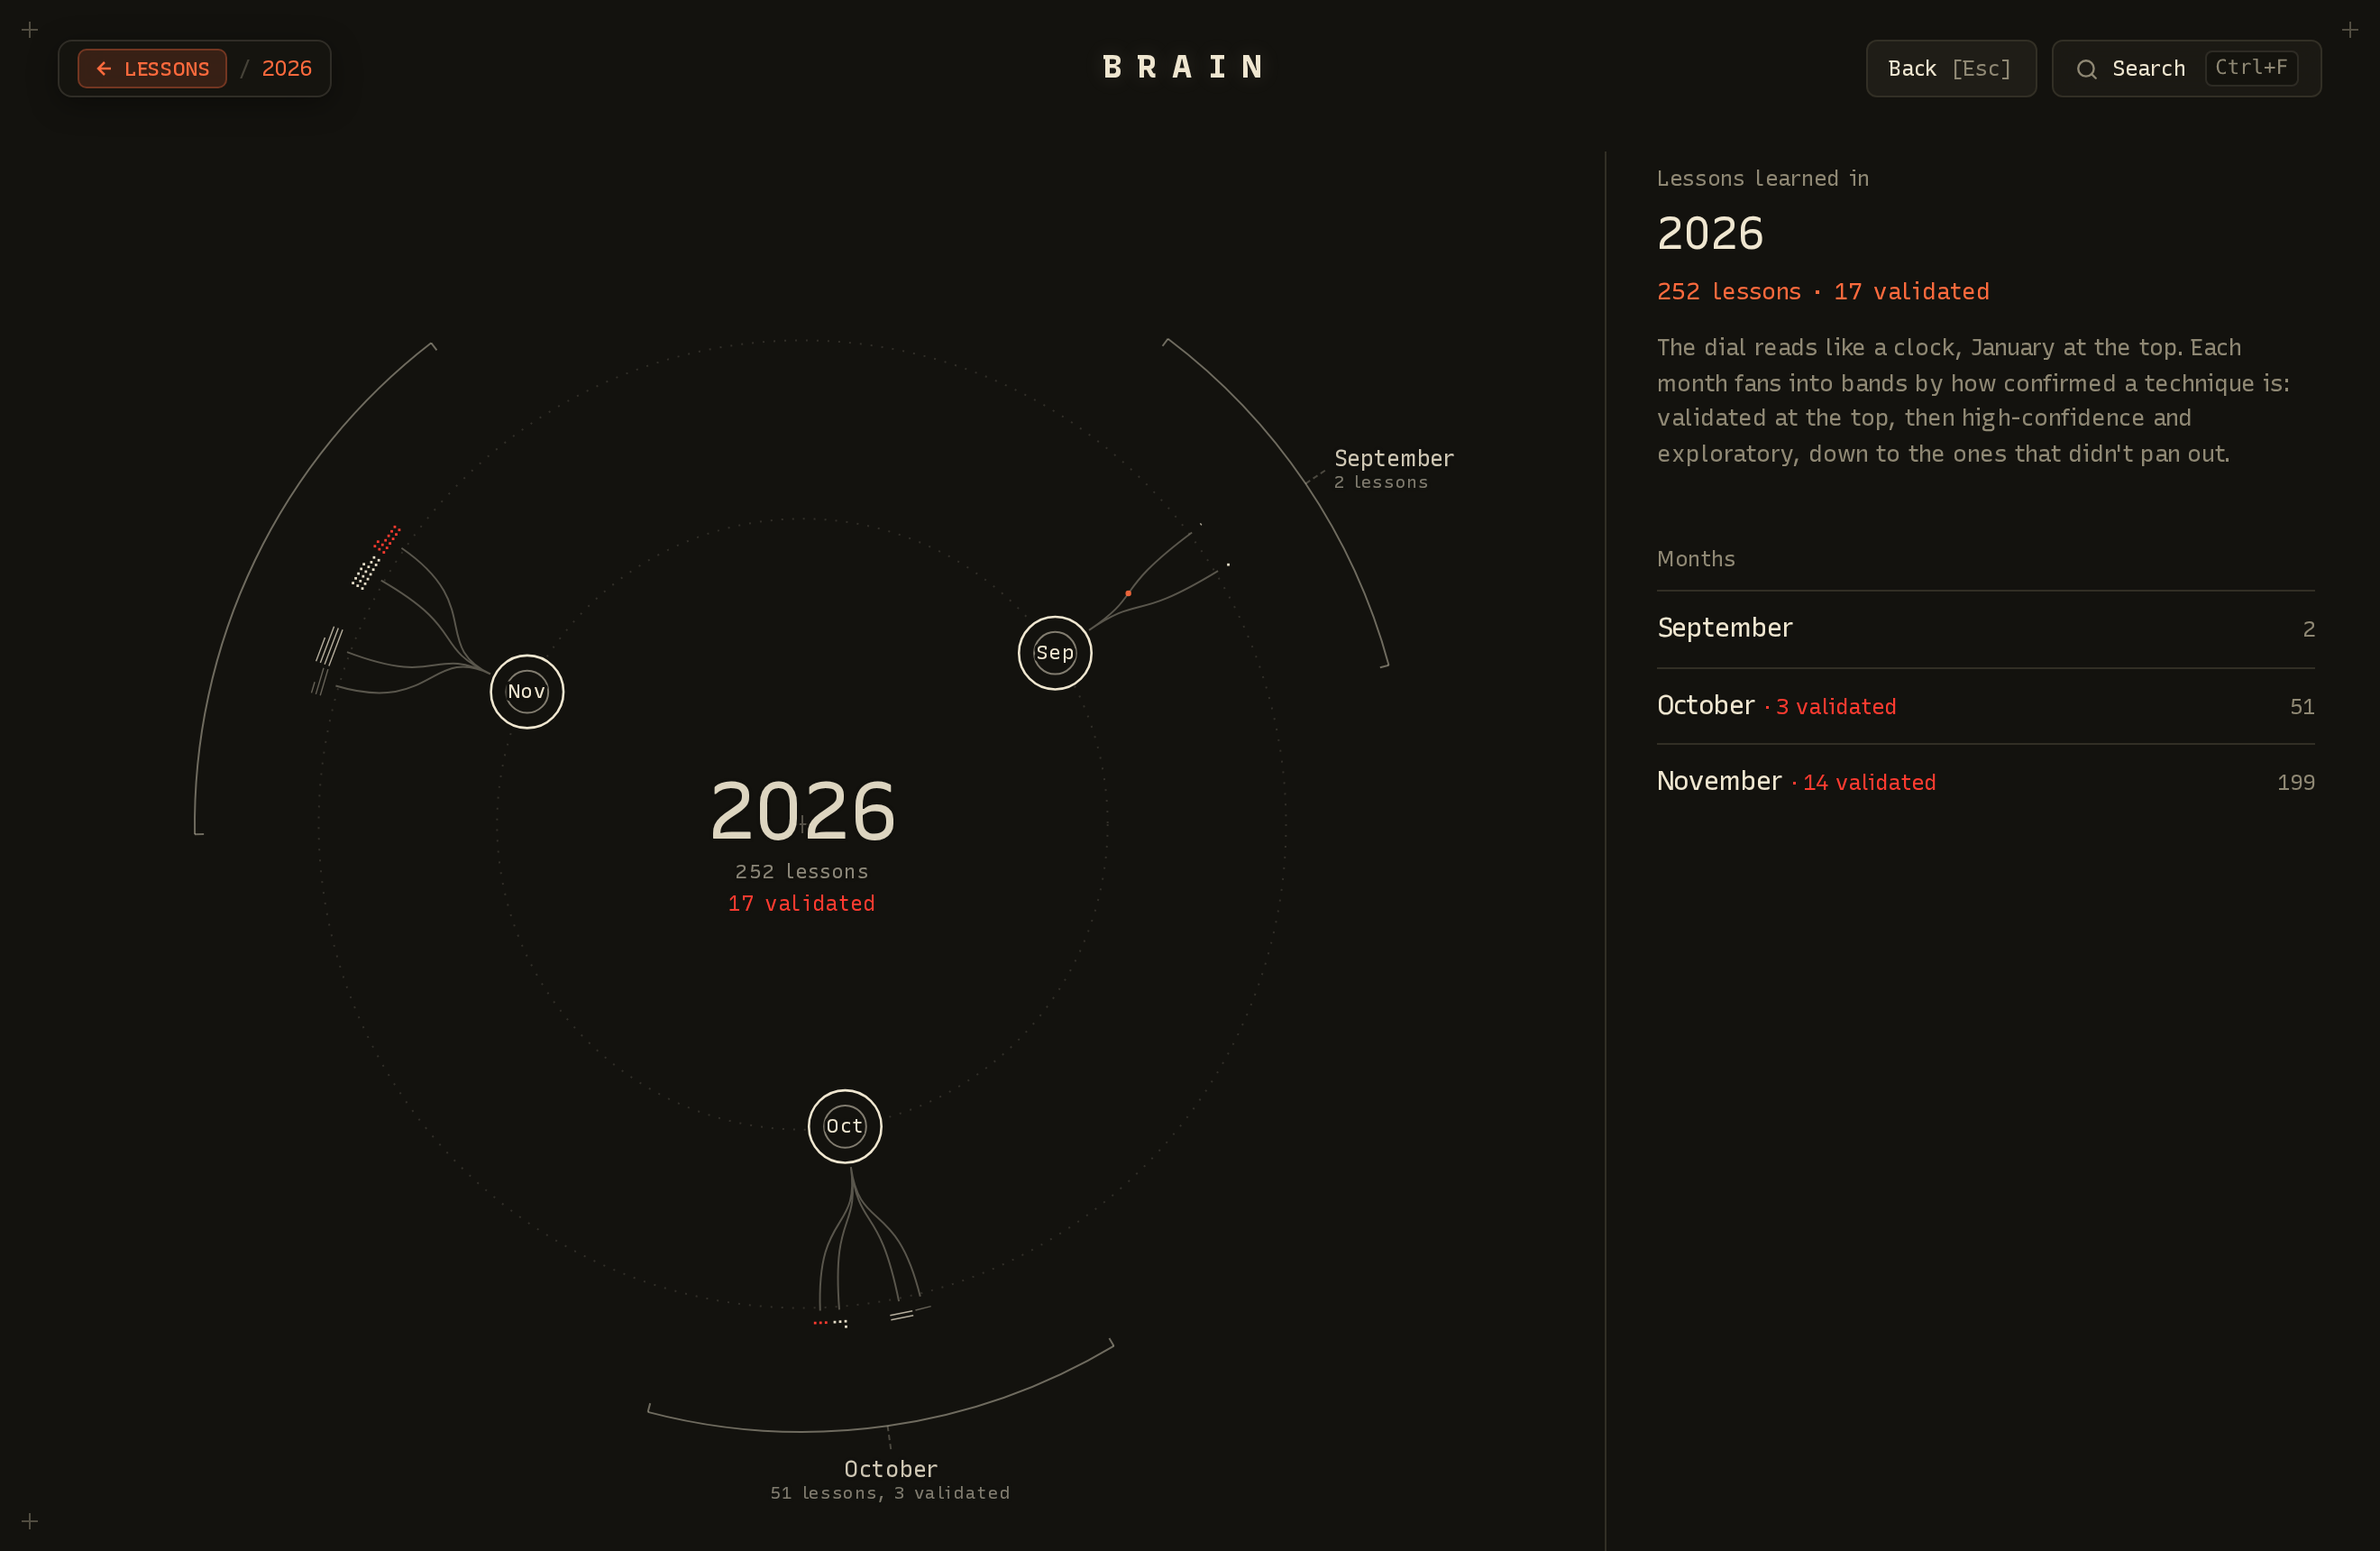 ← LESSONS / 2026
BRAIN
Back [Esc]
Search Ctrl+F
Lessons learned in
2026
252 lessons · 17 validated
The dial reads like a clock, January at the top. Each
month fans into bands by how confirmed a technique is:
validated at the top, then high-confidence and
exploratory, down to the ones that didn't pan out.
Months
September 2
October · 3 validated 51
November · 14 validated 199
September
2 lessons
Sep
Nov
2026
252 lessons
17 validated
Oct
October
51 lessons, 3 validated